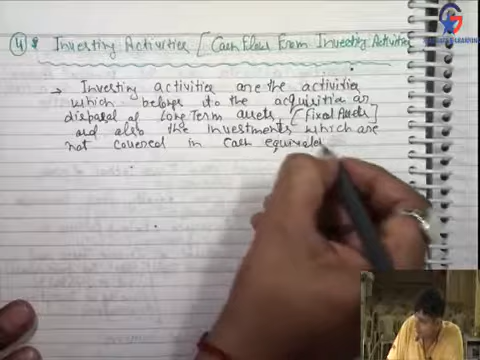 ④ Investing Activities [Cash Flows From Investing Activities
→ Investing activities are the activities
which belongs to the acquisition or
disposal of Long Term assets, [Fixed Assets]
and also the investments which are
not covered in cash equivale